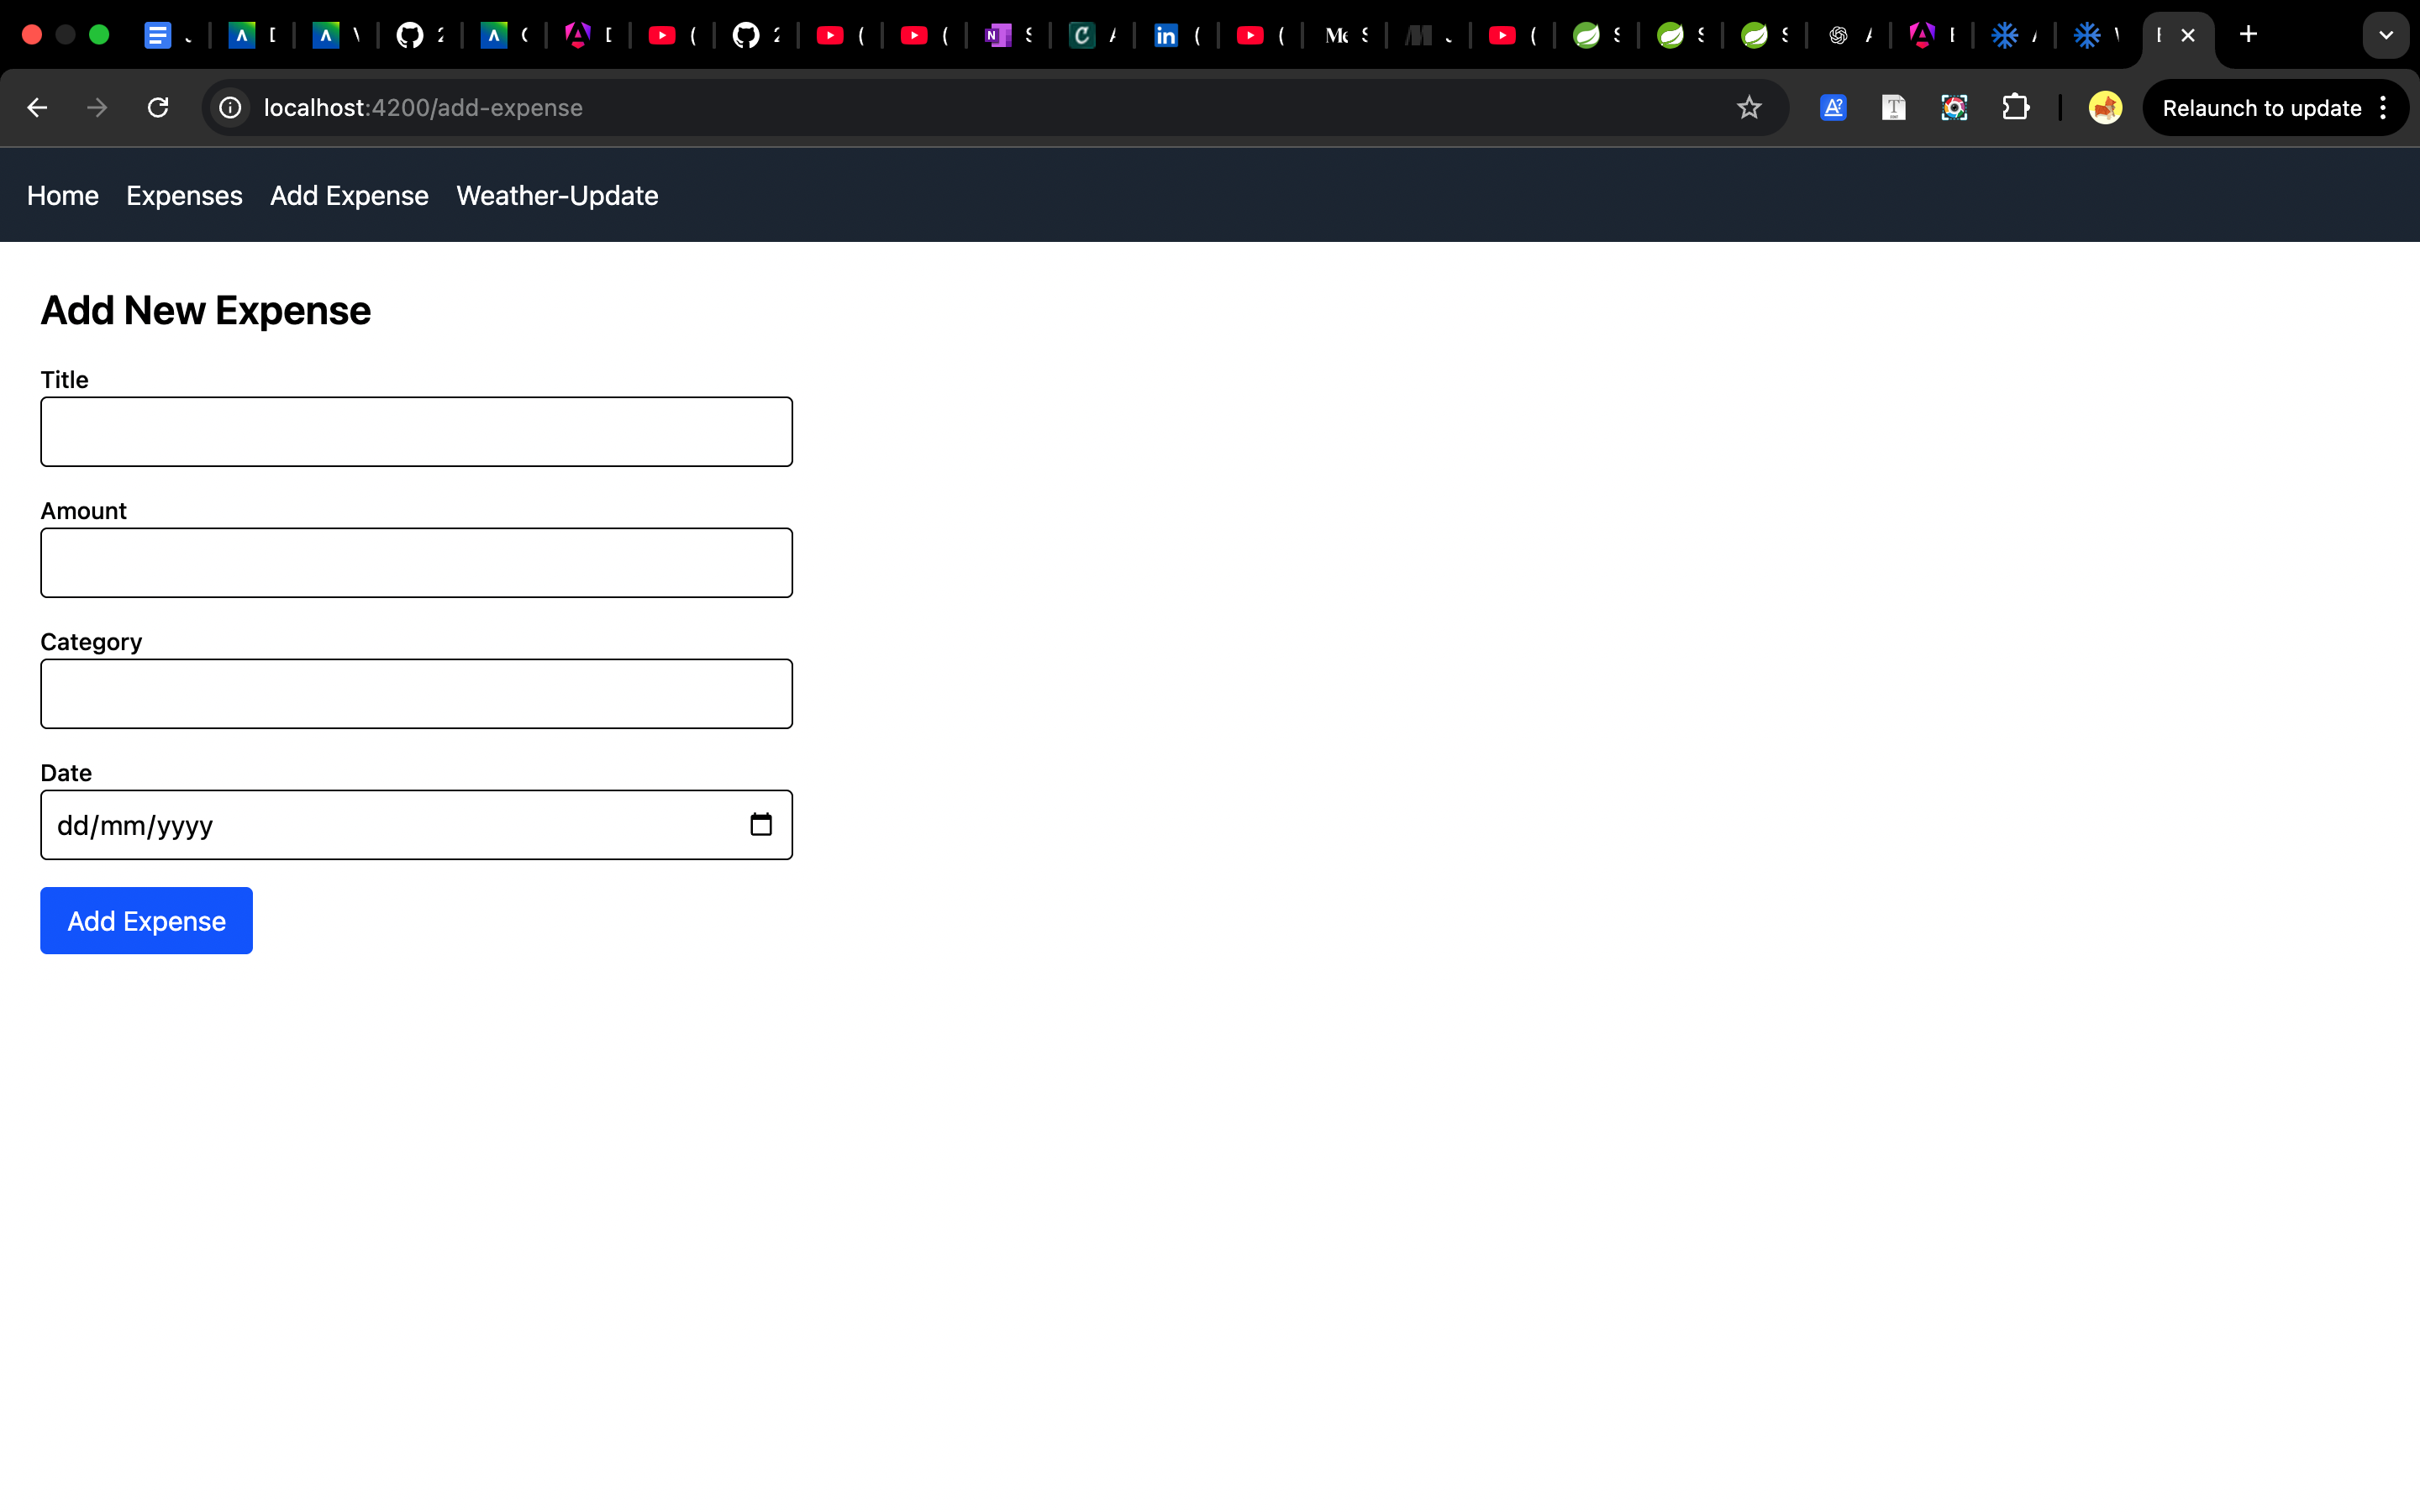 localhost:4200/add-expense
Relaunch to update
Home Expenses Add Expense Weather-Update
Add New Expense
Title
Amount
Category
Date
dd/mm/yyyy
Add Expense